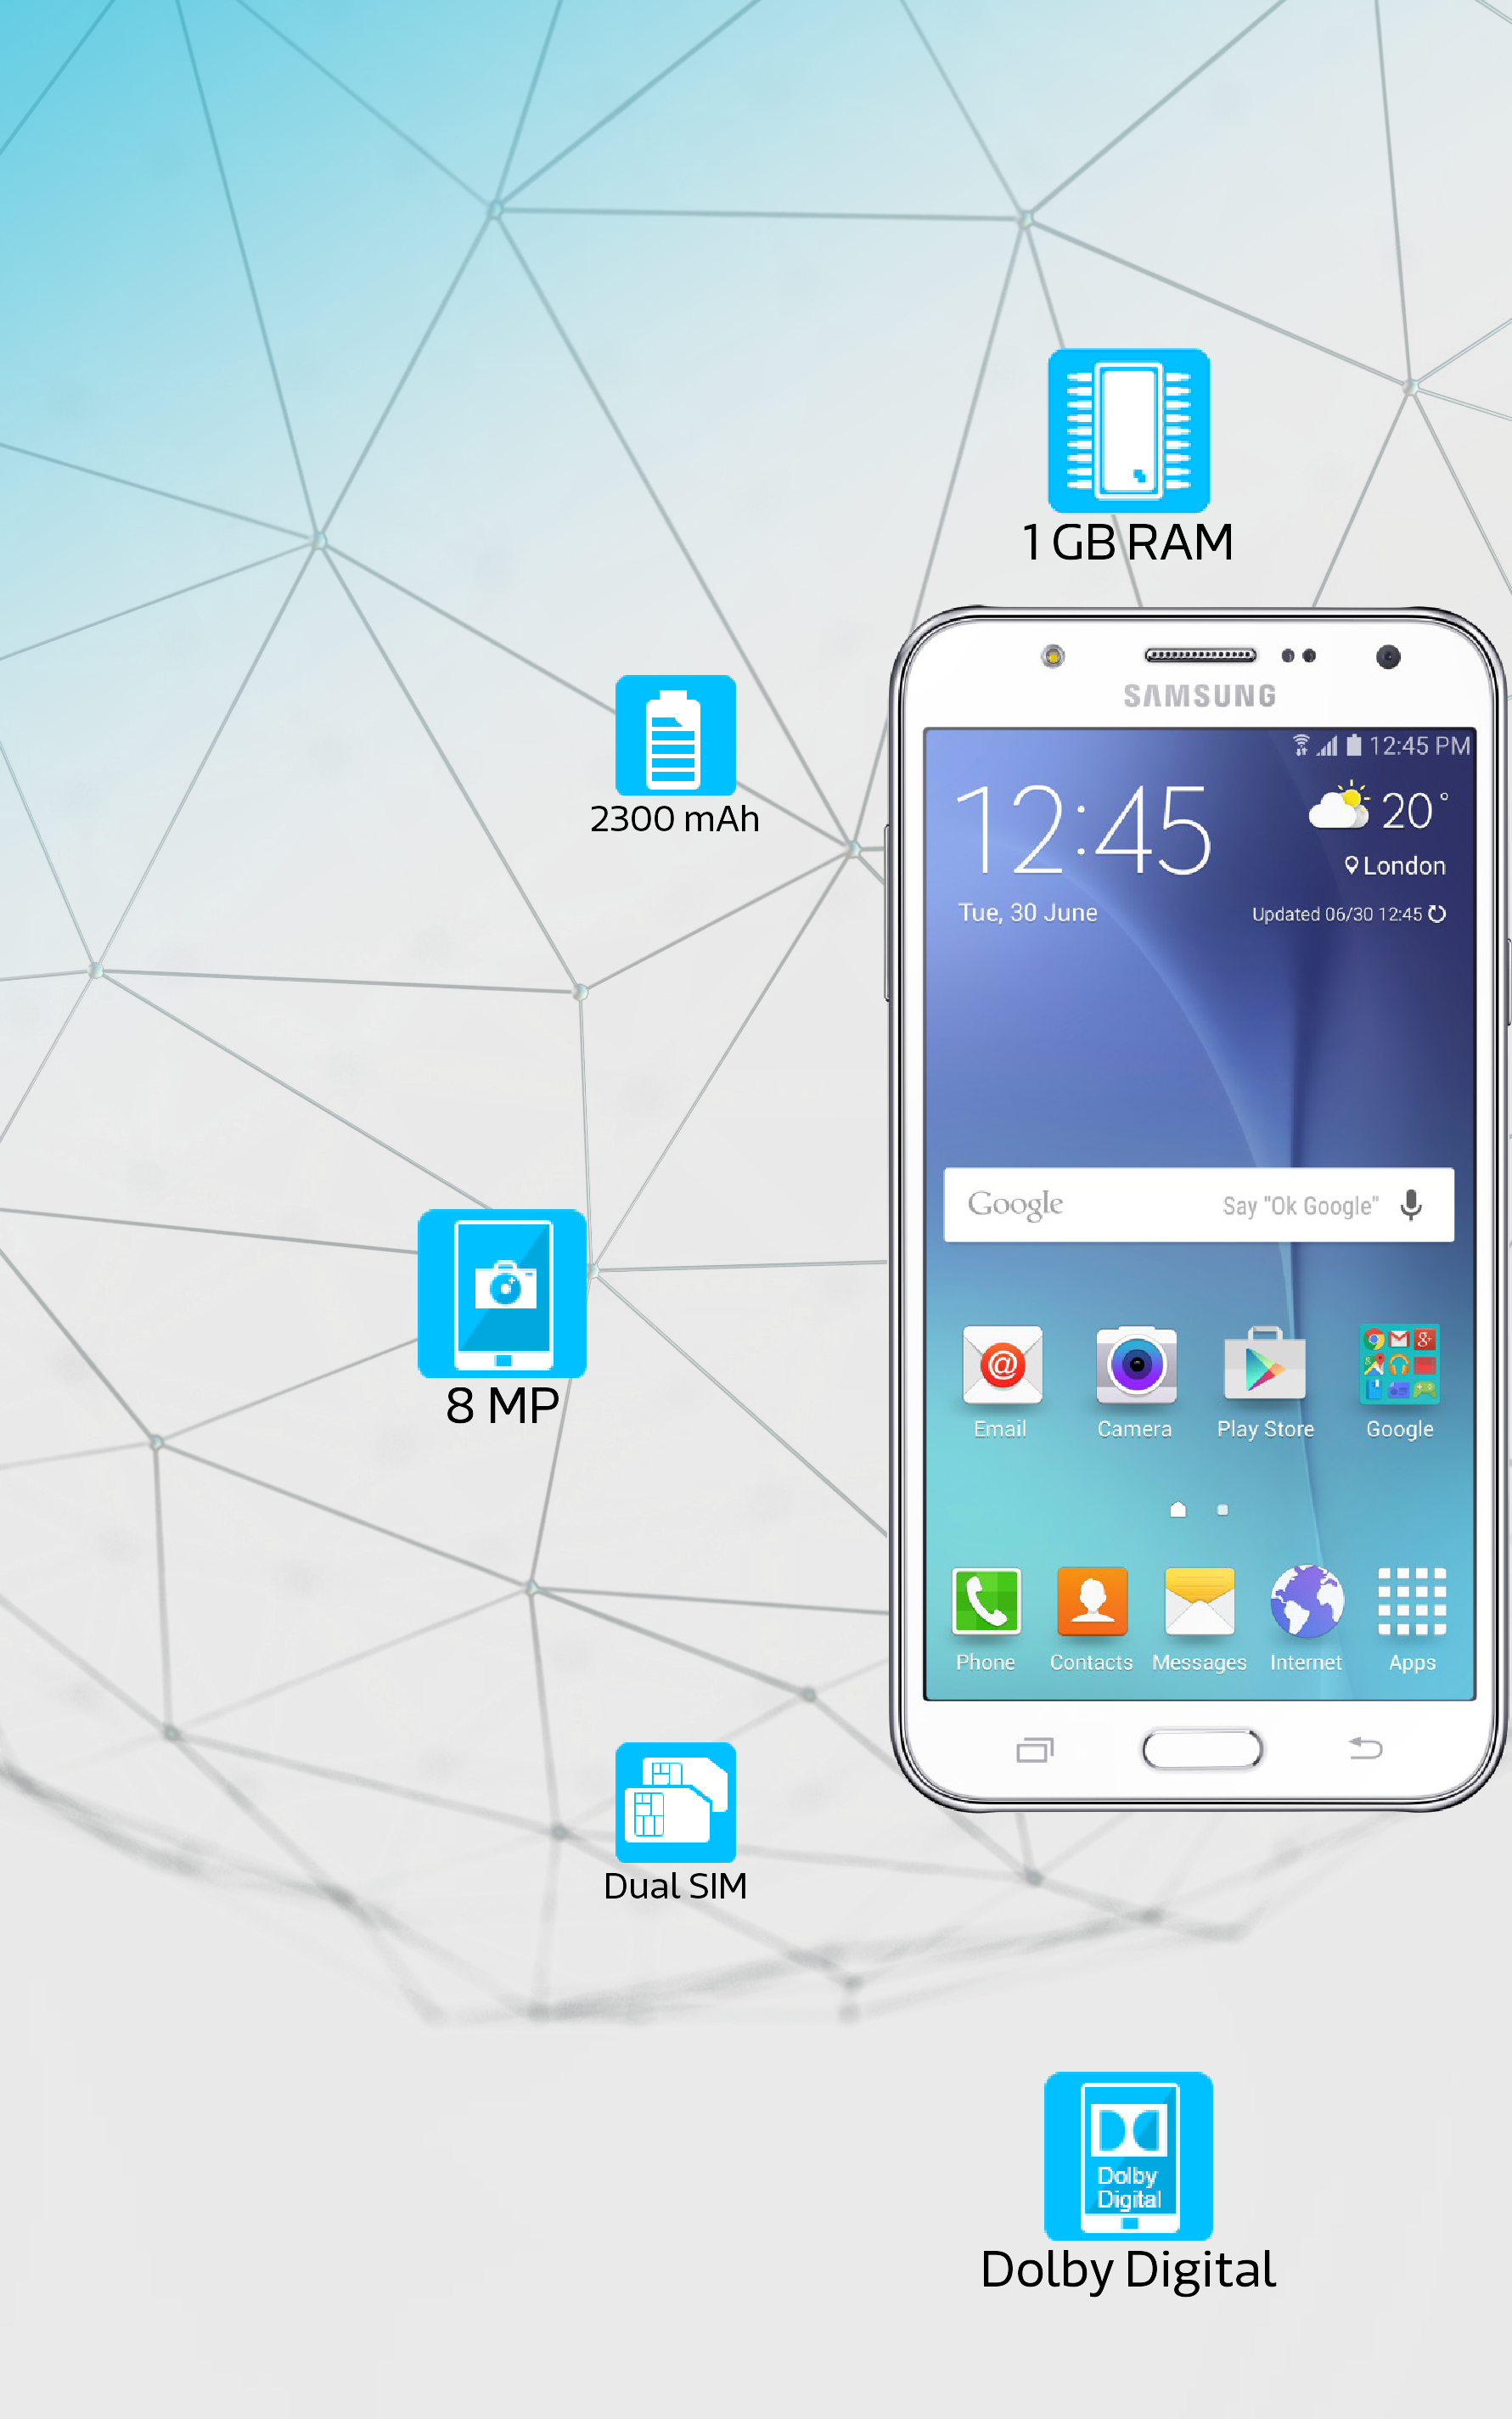 1 GB RAM
2300 mAh
8 MP
Dual SIM
Dolby
Digital
Dolby Digital
SAMSUNG
12:45 PM
12:45
20°
London
Tue, 30 June
Updated 06/30 12:45
Google
Say "Ok Google"
Email
Camera
Play Store
Google
Phone
Contacts
Messages
Internet
Apps